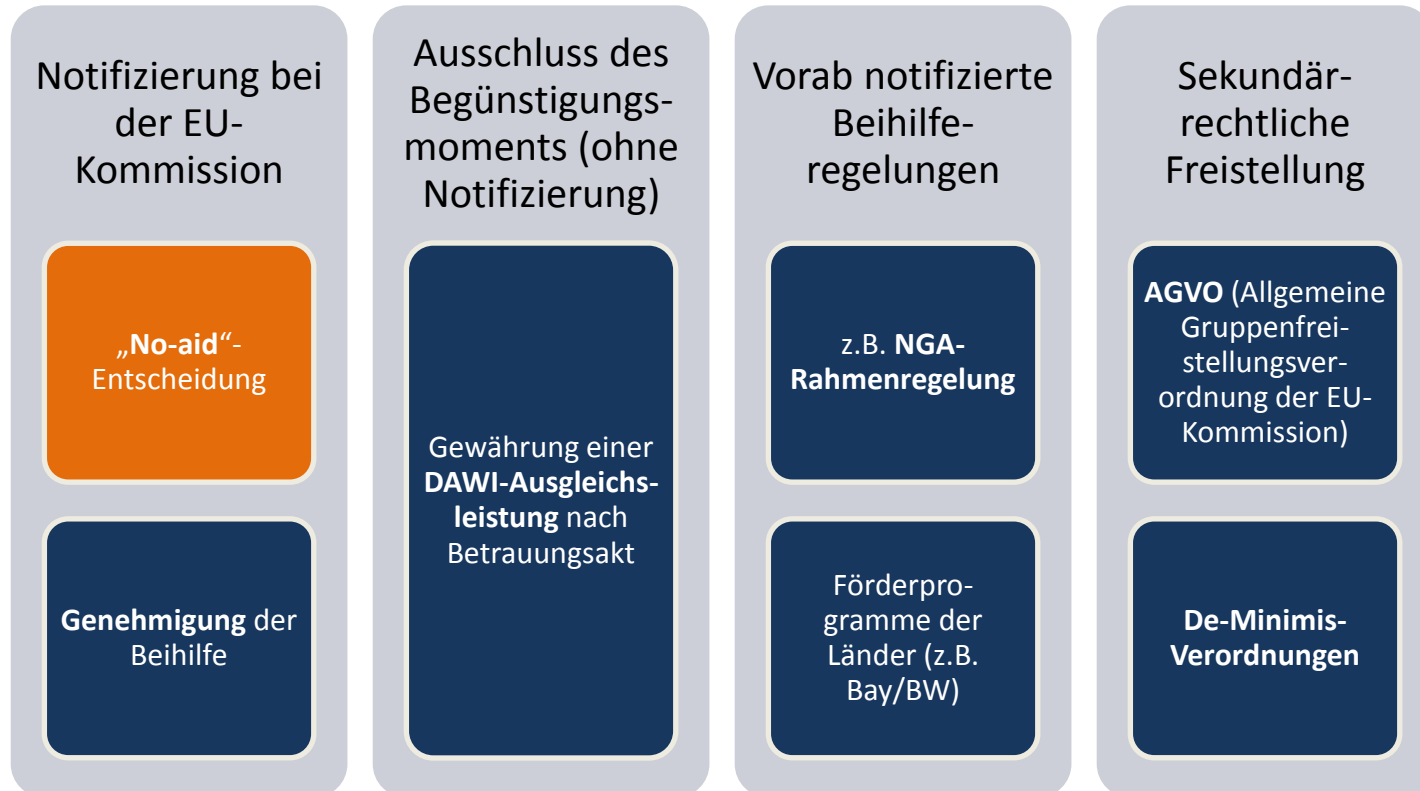 Notifizierung bei
der EU-
Kommission
„No-aid“-
Entscheidung
Genehmigung der
Beihilfe
Ausschluss des
Begünstigungs-
moments (ohne
Notifizierung)
Gewährung einer
DAWI-Ausgleichs-
leistung nach
Betrauungsakt
Vorab notifizierte
Beihilfe-
regelungen
z.B. NGA-
Rahmenregelung
Förderpro-
gramme der
Länder (z.B.
Bay/BW)
Sekundär-
rechtliche
Freistellung
AGVO (Allgemeine
Gruppenfrei-
stellungsver-
ordnung der EU-
Kommission)
De-Minimis-
Verordnungen